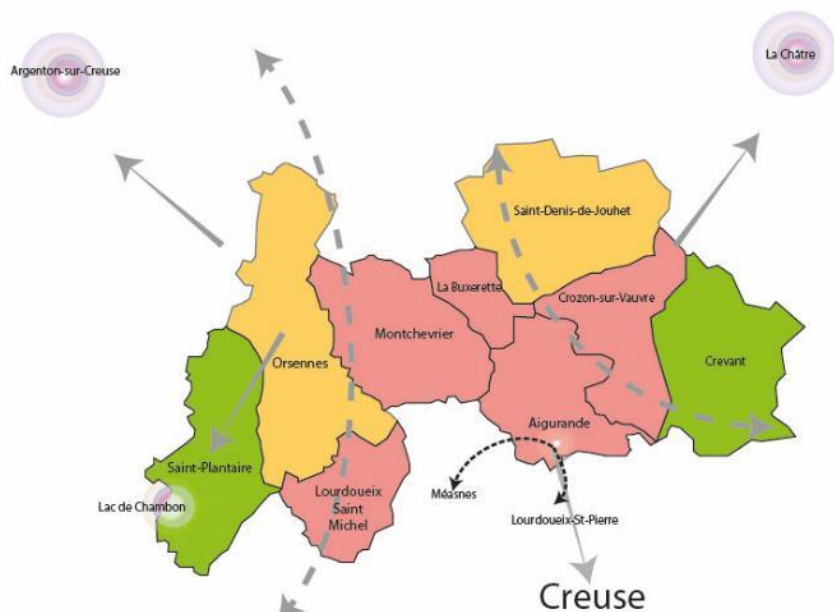 Argenton-sur-Creuse
La Châtre
Saint-Denis-de-Jouhet
La Buxerette
Crozon-sur-Vauvre
Montchevrier
Orsennes
Crevant
Aigurande
Saint-Plantaire
Lourdoueix
Saint
Michel
Méasnes
Lac de Chambon
Lourdoueix-St-Pierre
Creuse